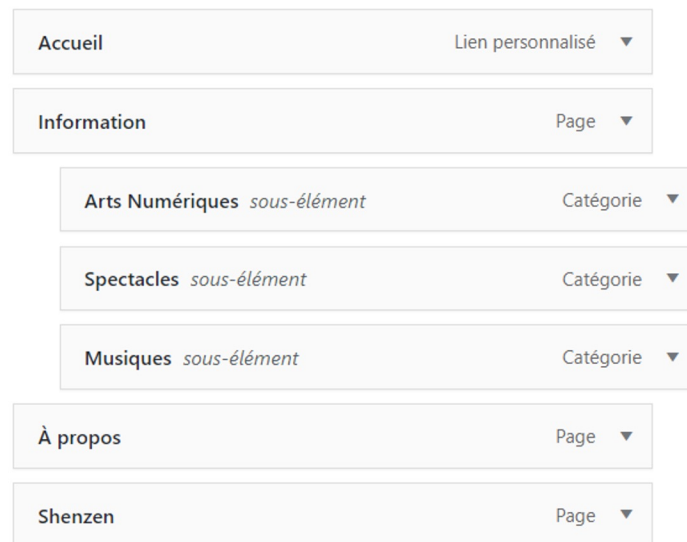 Accueil Lien personnalisé
Information Page
Arts Numériques sous-élément Catégorie
Spectacles sous-élément Catégorie
Musiques sous-élément Catégorie
À propos Page
Shenzen Page